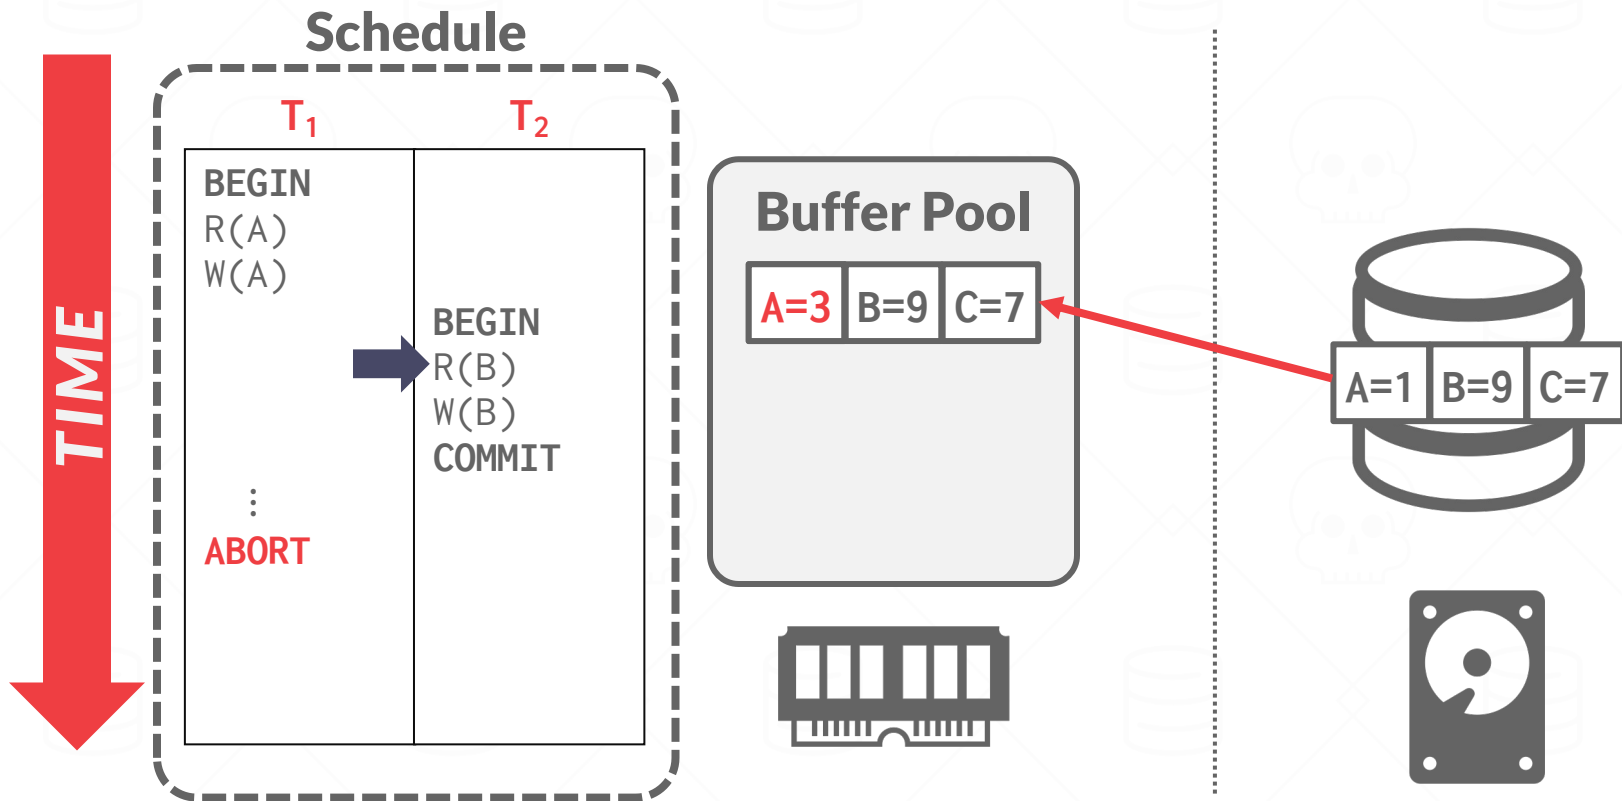 Schedule
TIME
T1
T2
BEGIN
R(A)
W(A)
BEGIN
R(B)
W(B)
COMMIT
⋮
ABORT
Buffer Pool
A=3 B=9 C=7
A=1 B=9 C=7